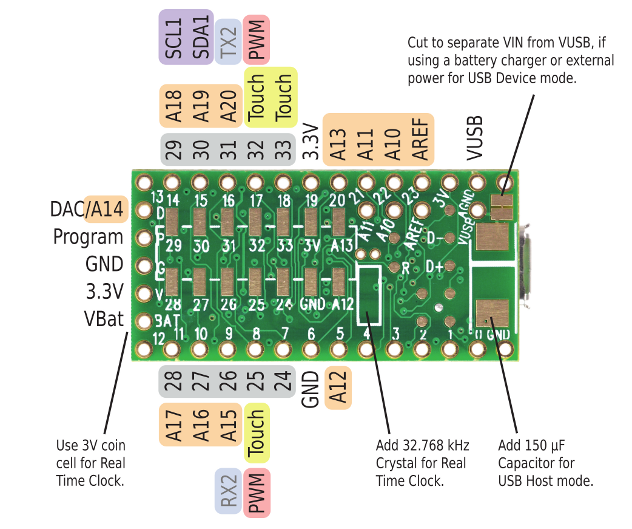 SCL1 SDA1 TX2 PWM
A18 A19 A20 Touch Touch
29 30 31 32 33 3.3V A13 A11 A10 AREF VUSB
Cut to separate VIN from VUSB, if
using a battery charger or external
power for USB Device mode.
13 14 15 16 17 18 19 20 21 22 23 3V AGND
DAC/A14
D
Program
P 29 30 31 32 33 3V A13 A11 A10 AREF D- VUSB
GND
G R D+
3.3V
V 28 27 26 25 24 GND A12
VBat
BAT
12 11 10 9 8 7 6 5 4 3 2 1 0 GND
28 27 26 25 24 GND A12
A17 A16 A15 Touch
RX2 PWM
Use 3V coin
cell for Real
Time Clock.
Add 32.768 kHz
Crystal for Real
Time Clock.
Add 150 µF
Capacitor for
USB Host mode.